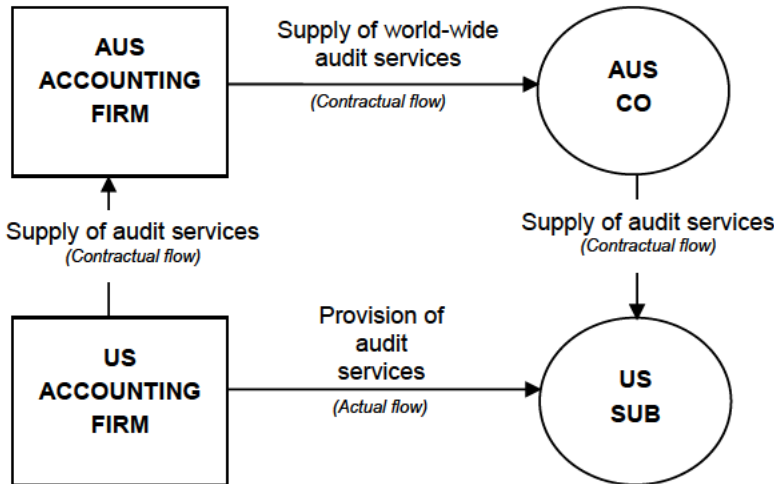 AUS
ACCOUNTING
FIRM
Supply of world-wide
audit services
(Contractual flow)
AUS
CO
Supply of audit services
(Contractual flow)
Supply of audit services
(Contractual flow)
US
ACCOUNTING
FIRM
Provision of
audit
services
(Actual flow)
US
SUB